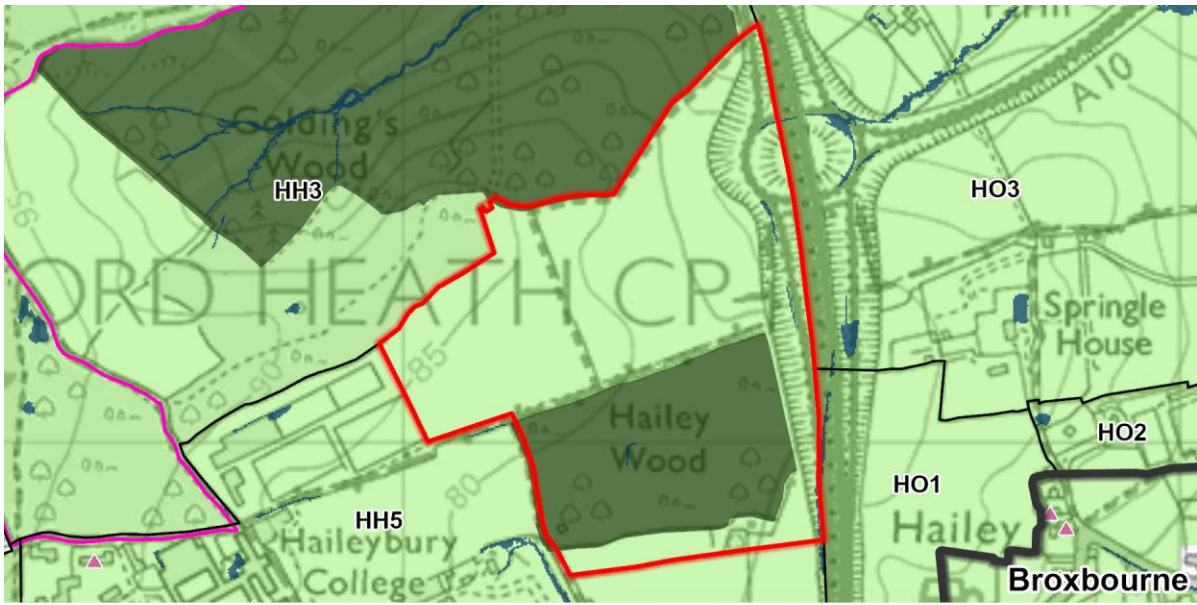 A10
Golding's
Wood
HH3
HO3
95
ORD HEATH CP
Springle
House
90
85
Hailey
Wood
HO2
80
HO1
HH5
Hailey
Haileybury
College
Broxbourne